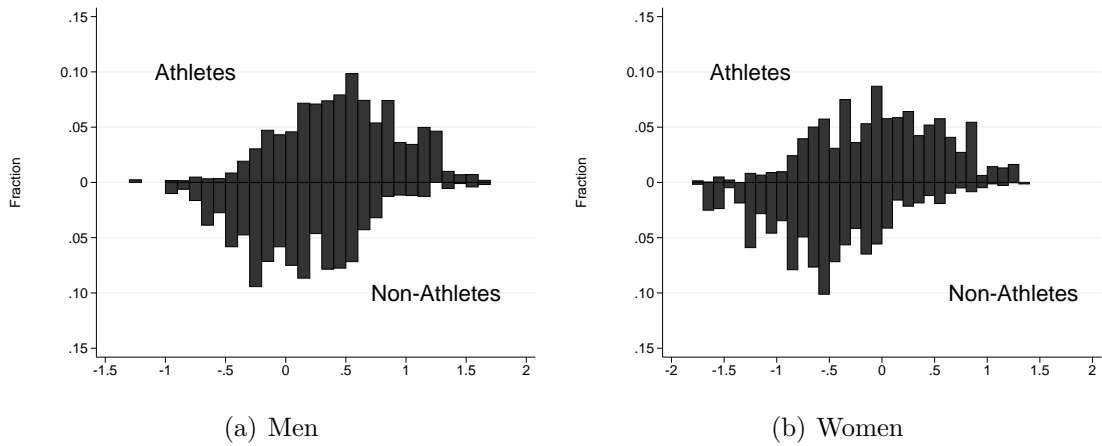 .15
0.10
.05
0
.05
.10
.15
Fraction
Athletes
Non-Athletes
-1.5 -1 -.5 0 .5 1 1.5 2
(a) Men
.15
0.10
.05
0
.05
.10
.15
Fraction
Athletes
Non-Athletes
-2 -1.5 -1 -.5 0 .5 1 1.5 2
(b) Women